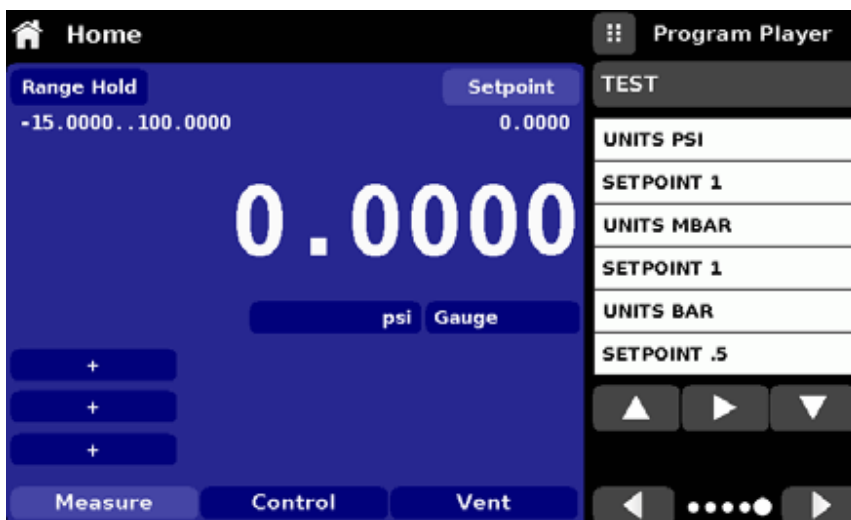 Home
Program Player
Range Hold
Setpoint
-15.0000..100.0000
0.0000
0.0000
psi
Gauge
+
+
+
Measure
Control
Vent
TEST
UNITS PSI
SETPOINT 1
UNITS MBAR
SETPOINT 1
UNITS BAR
SETPOINT .5